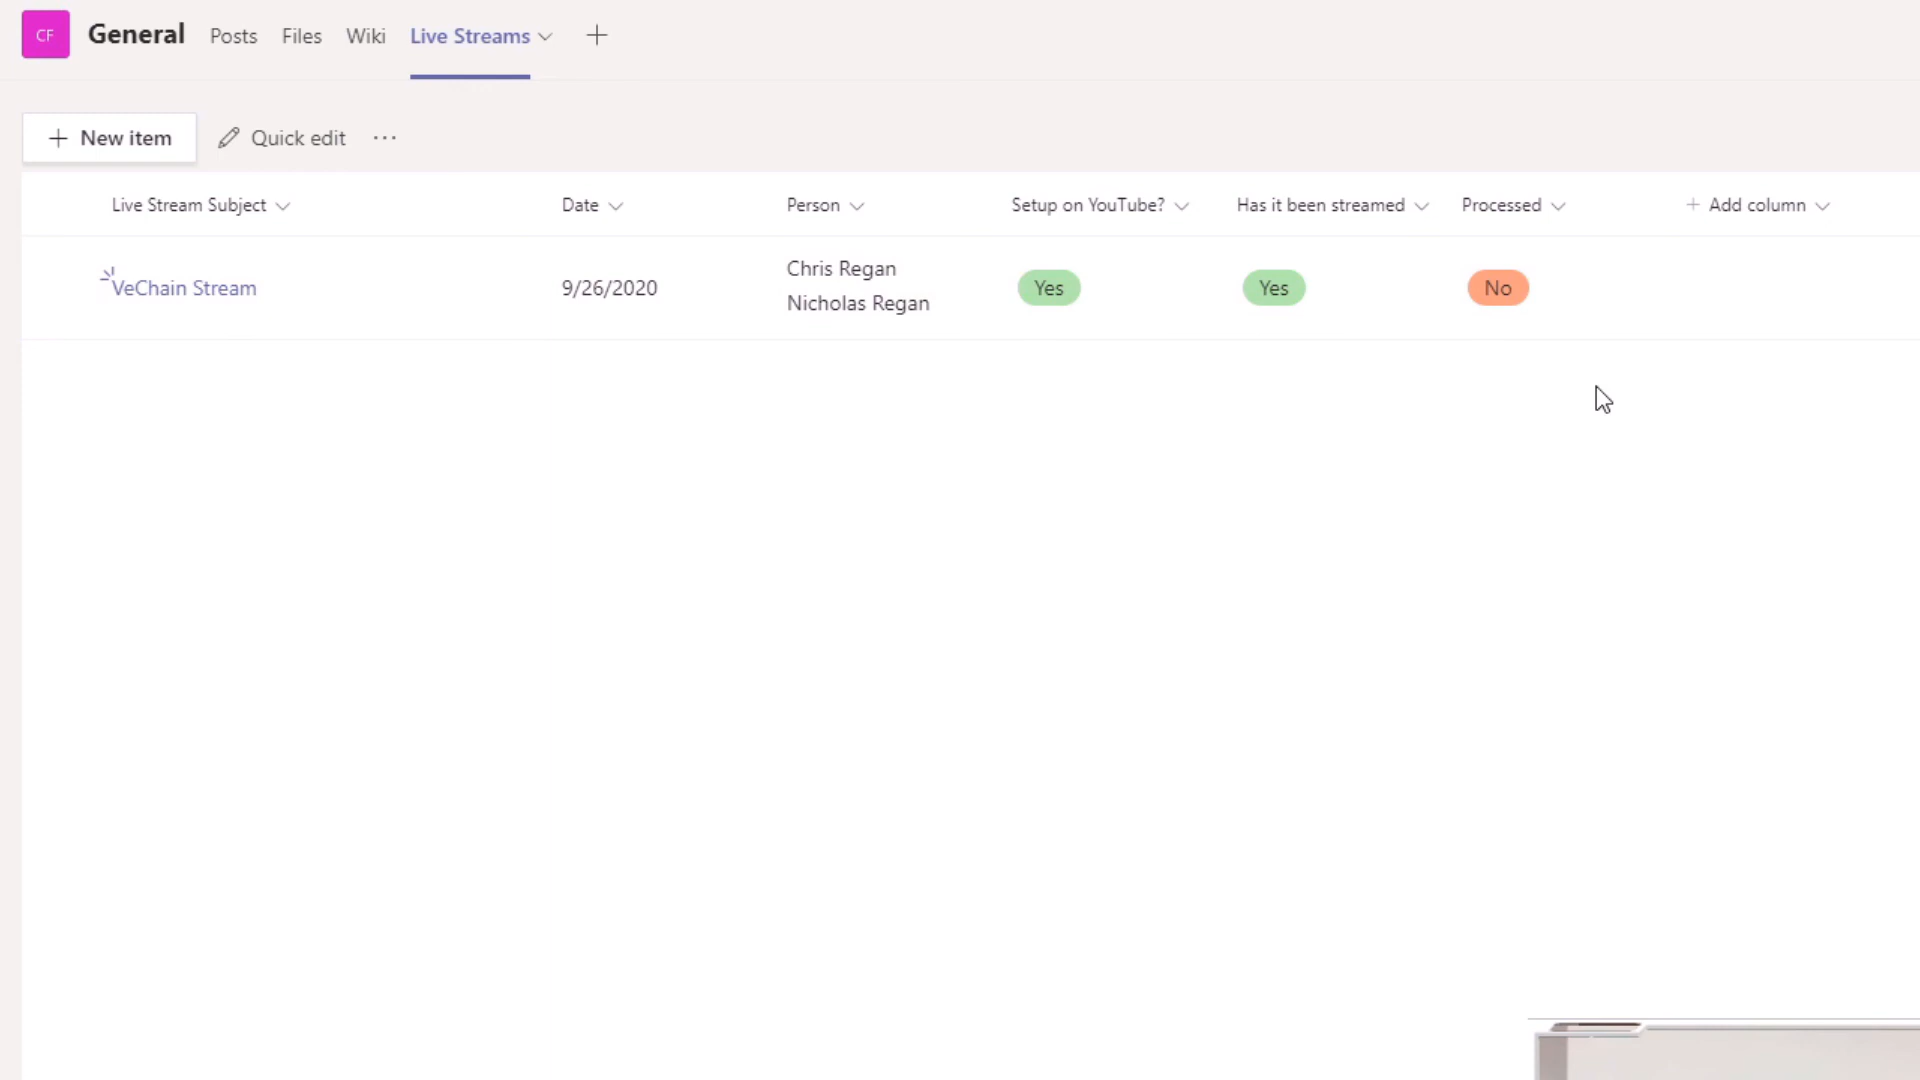 CF General Posts Files Wiki Live Streams
New item Quick edit ...
Live Stream Subject Date Person Setup on YouTube? Has it been streamed Processed Add column
VeChain Stream 9/26/2020 Chris Regan Yes Yes No
Nicholas Regan